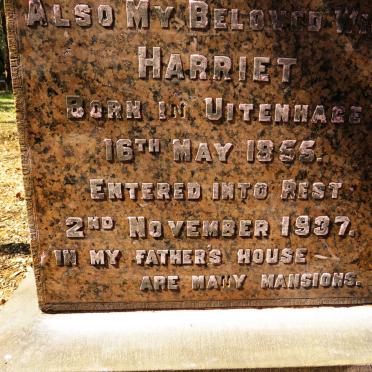 ALSO MY BELOVED
HARRIET
BORN IN UITENHAGE
16TH MAY 1855.
ENTERED INTO REST
2ND NOVEMBER 1937.
IN MY FATHER'S HOUSE –
ARE MANY MANSIONS.